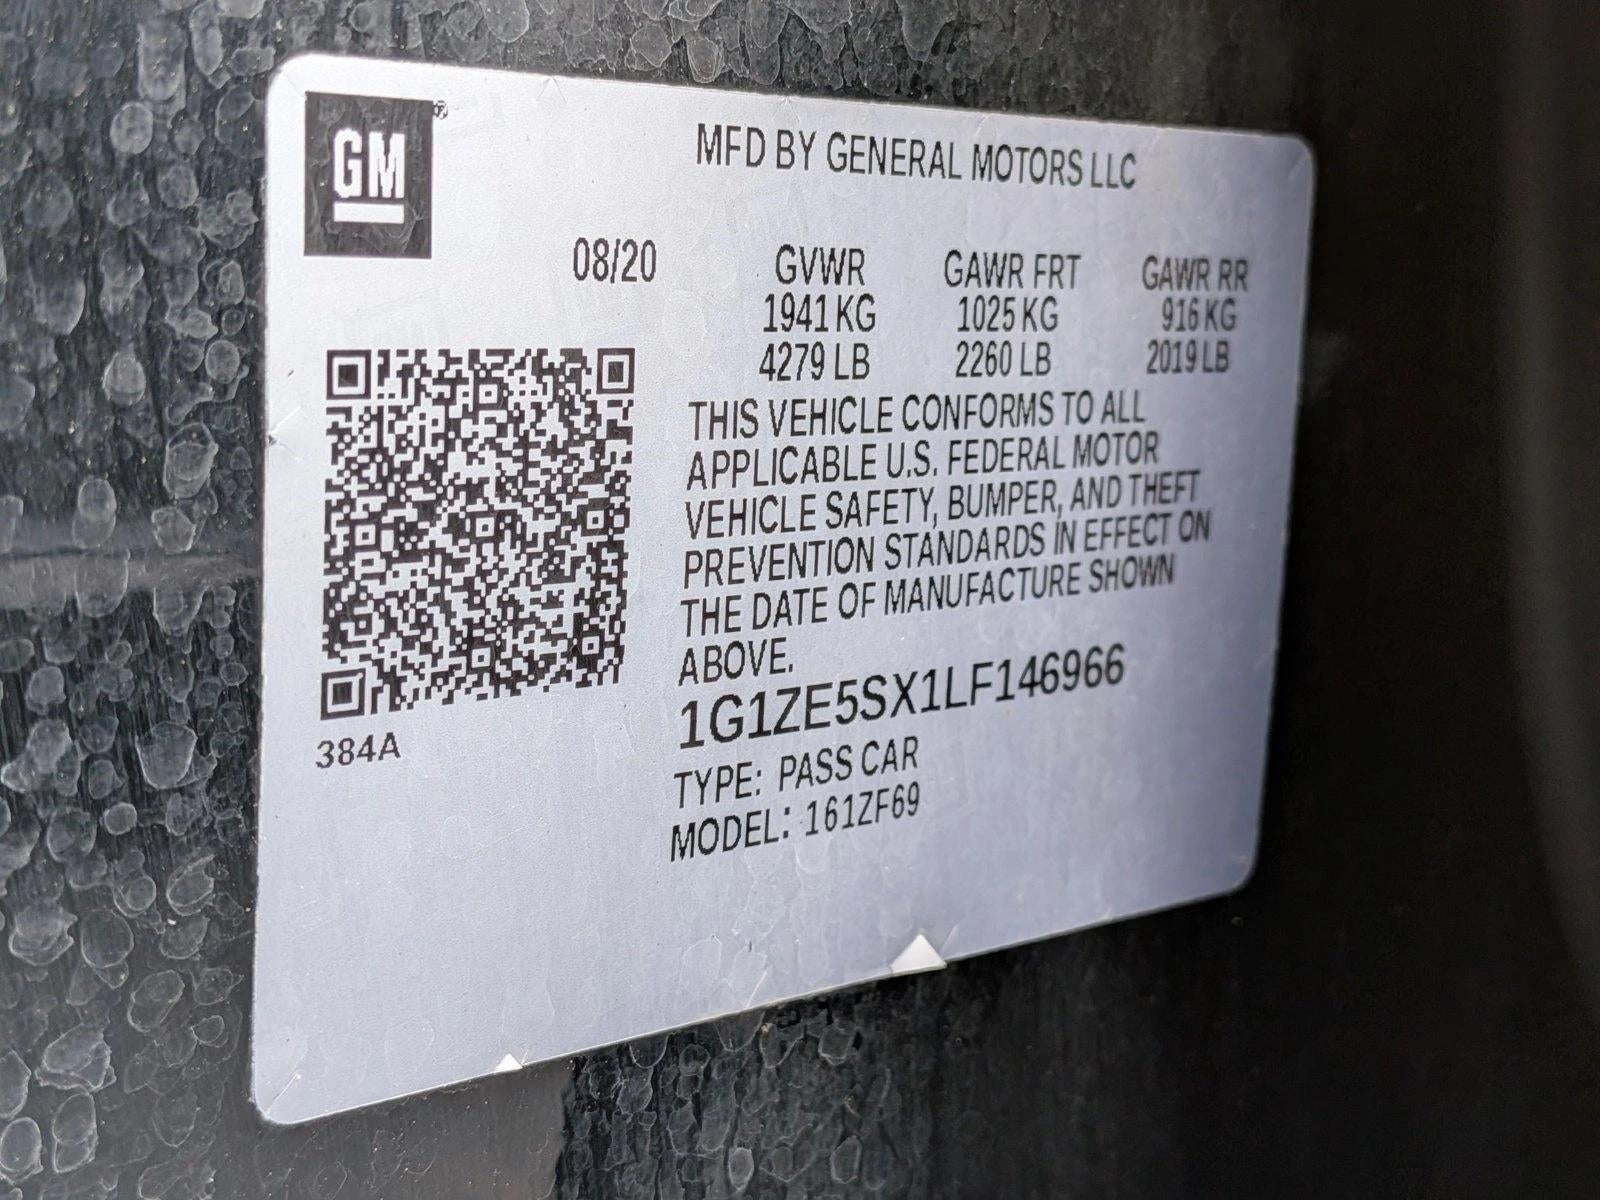 GM®
MFD BY GENERAL MOTORS LLC
08/20 GVWR GAWR FRT GAWR RR
1941 KG 1025 KG 916 KG
4279 LB 2260 LB 2019 LB
THIS VEHICLE CONFORMS TO ALL
APPLICABLE U.S. FEDERAL MOTOR
VEHICLE SAFETY, BUMPER, AND THEFT
PREVENTION STANDARDS IN EFFECT ON
THE DATE OF MANUFACTURE SHOWN
ABOVE.
1G1ZE5SX1LF146966
384A
TYPE: PASS CAR
MODEL: 161ZF69